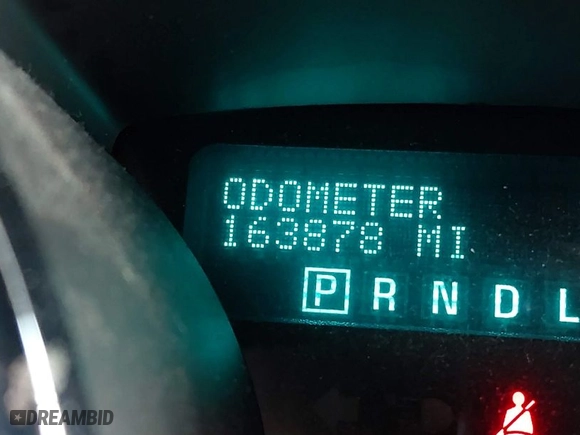 ODOMETER
163878 MI
P R N D L
DREAMBID